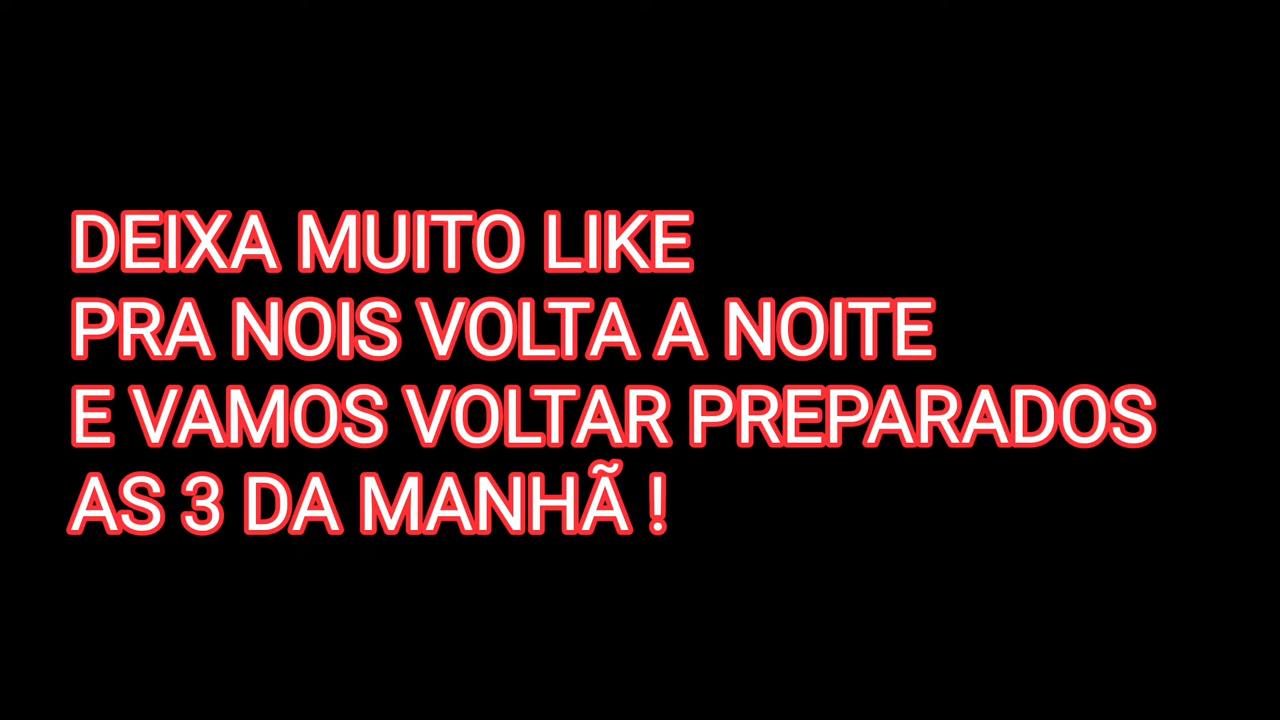 DEIXA MUITO LIKE
PRA NOIS VOLTA A NOITE
E VAMOS VOLTAR PREPARADOS
AS 3 DA MANHÃ !